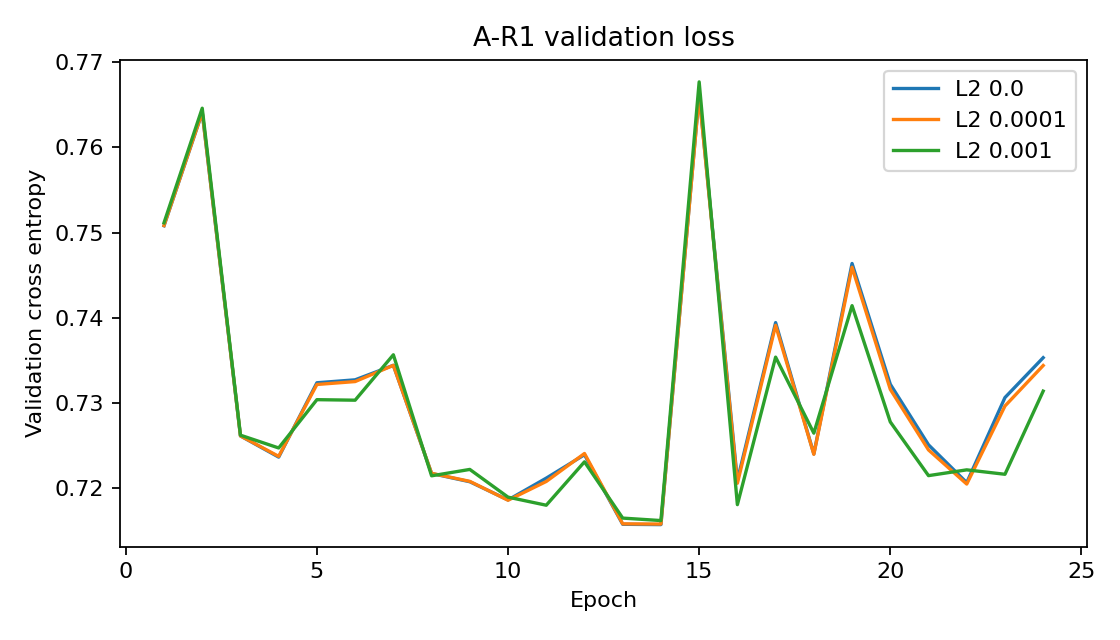 A-R1 validation loss
L2 0.0
L2 0.0001
L2 0.001
Validation cross entropy
0.77
0.76
0.75
0.74
0.73
0.72
0 5 10 15 20 25
Epoch